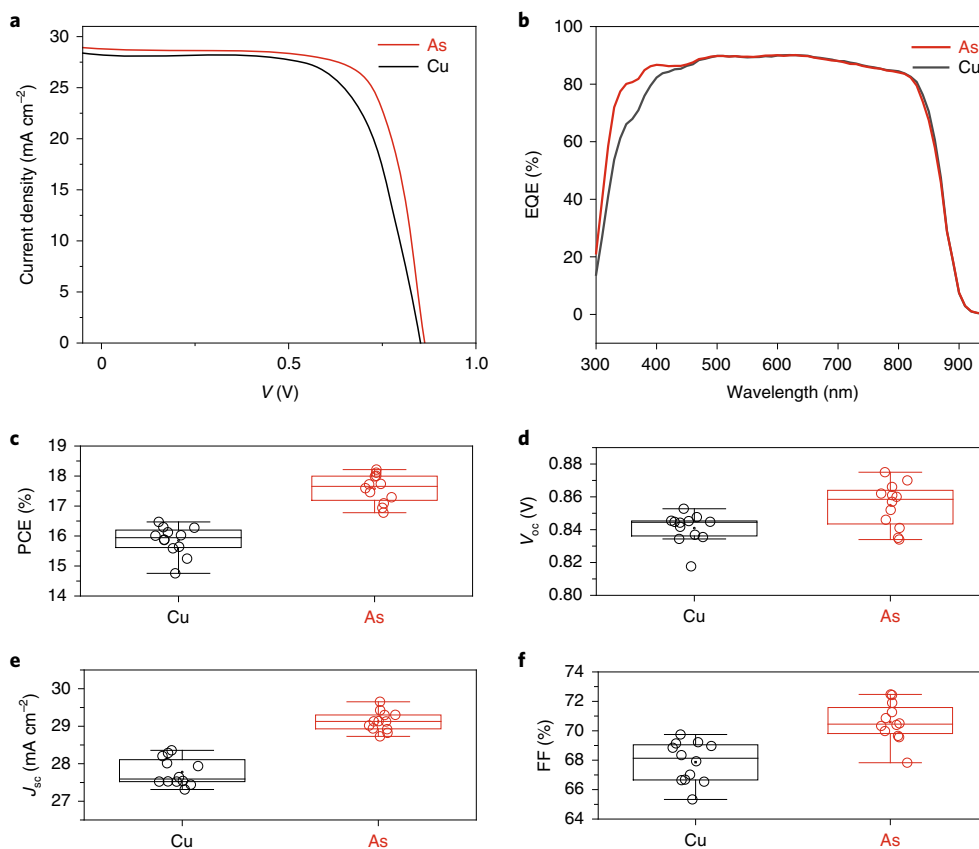 a
30
25
20
15
10
5
0
Current density (mA cm⁻²)
As
Cu
0
0.5
1.0
V (V)
b
100
80
60
40
20
0
EQE (%)
As
Cu
300 400 500 600 700 800 900
Wavelength (nm)
c
19
18
17
16
15
14
PCE (%)
Cu
As
d
0.88
0.86
0.84
0.82
0.80
Voc (V)
Cu
As
e
30
29
28
27
Jsc (mA cm⁻²)
Cu
As
f
74
72
70
68
66
64
FF (%)
Cu
As